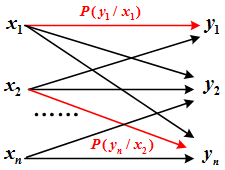 P(y₁/x₁)
x₁ y₁
x₂ y₂
......
P(yₙ/x₂)
xₙ yₙ